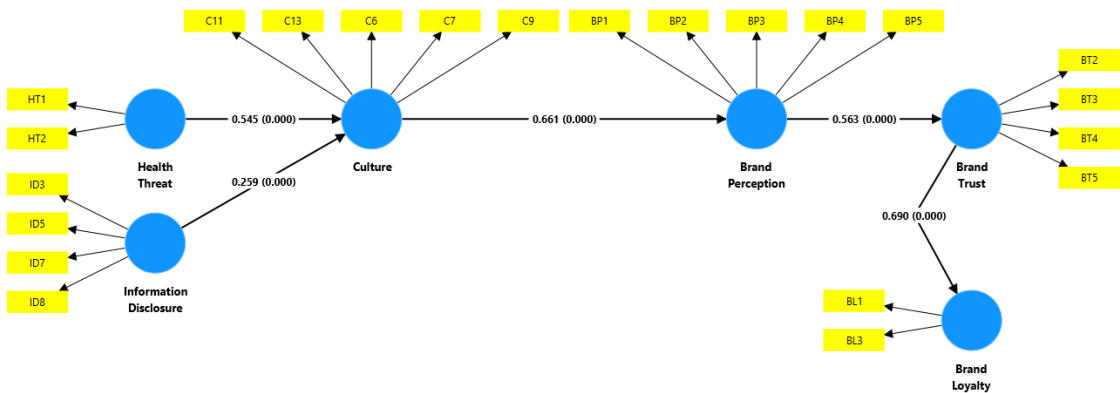 C11
C13
C6
C7
C9
BP1
BP2
BP3
BP4
BP5
BT2
BT3
BT4
BT5
HT1
HT2
0.545 (0.000)
0.661 (0.000)
0.563 (0.000)
Health
Threat
Culture
Brand
Perception
Brand
Trust
ID3
ID5
ID7
ID8
0.259 (0.000)
0.690 (0.000)
Information
Disclosure
BL1
BL3
Brand
Loyalty